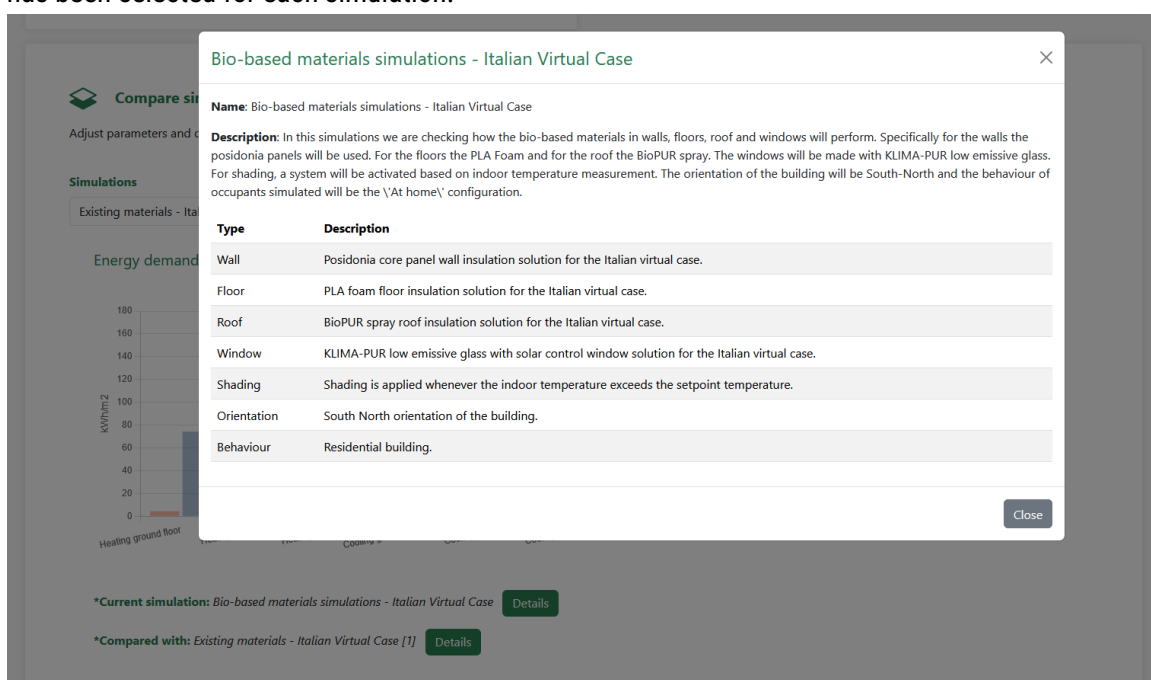 has been selected for each simulation.
Bio-based materials simulations - Italian Virtual Case
Compare si
Name: Bio-based materials simulations - Italian Virtual Case
Adjust parameters and c
Description: In this simulations we are checking how the bio-based materials in walls, floors, roof and windows will perform. Specifically for the walls the
posidonia panels will be used. For the floors the PLA Foam and for the roof the BioPUR spray. The windows will be made with KLIMA-PUR low emissive glass.
For shading, a system will be activated based on indoor temperature measurement. The orientation of the building will be South-North and the behaviour of
occupants simulated will be the \'At home\' configuration.
Simulations
Existing materials - Ita
Type Description
Energy demand
Wall Posidonia core panel wall insulation solution for the Italian virtual case.
Floor PLA foam floor insulation solution for the Italian virtual case.
Roof BioPUR spray roof insulation solution for the Italian virtual case.
Window KLIMA-PUR low emissive glass with solar control window solution for the Italian virtual case.
Shading Shading is applied whenever the indoor temperature exceeds the setpoint temperature.
Orientation South North orientation of the building.
Behaviour Residential building.
kWh/m2
180
160
140
120
100
80
60
40
20
0
Heating ground floor
Close
*Current simulation: Bio-based materials simulations - Italian Virtual Case Details
*Compared with: Existing materials - Italian Virtual Case [1] Details